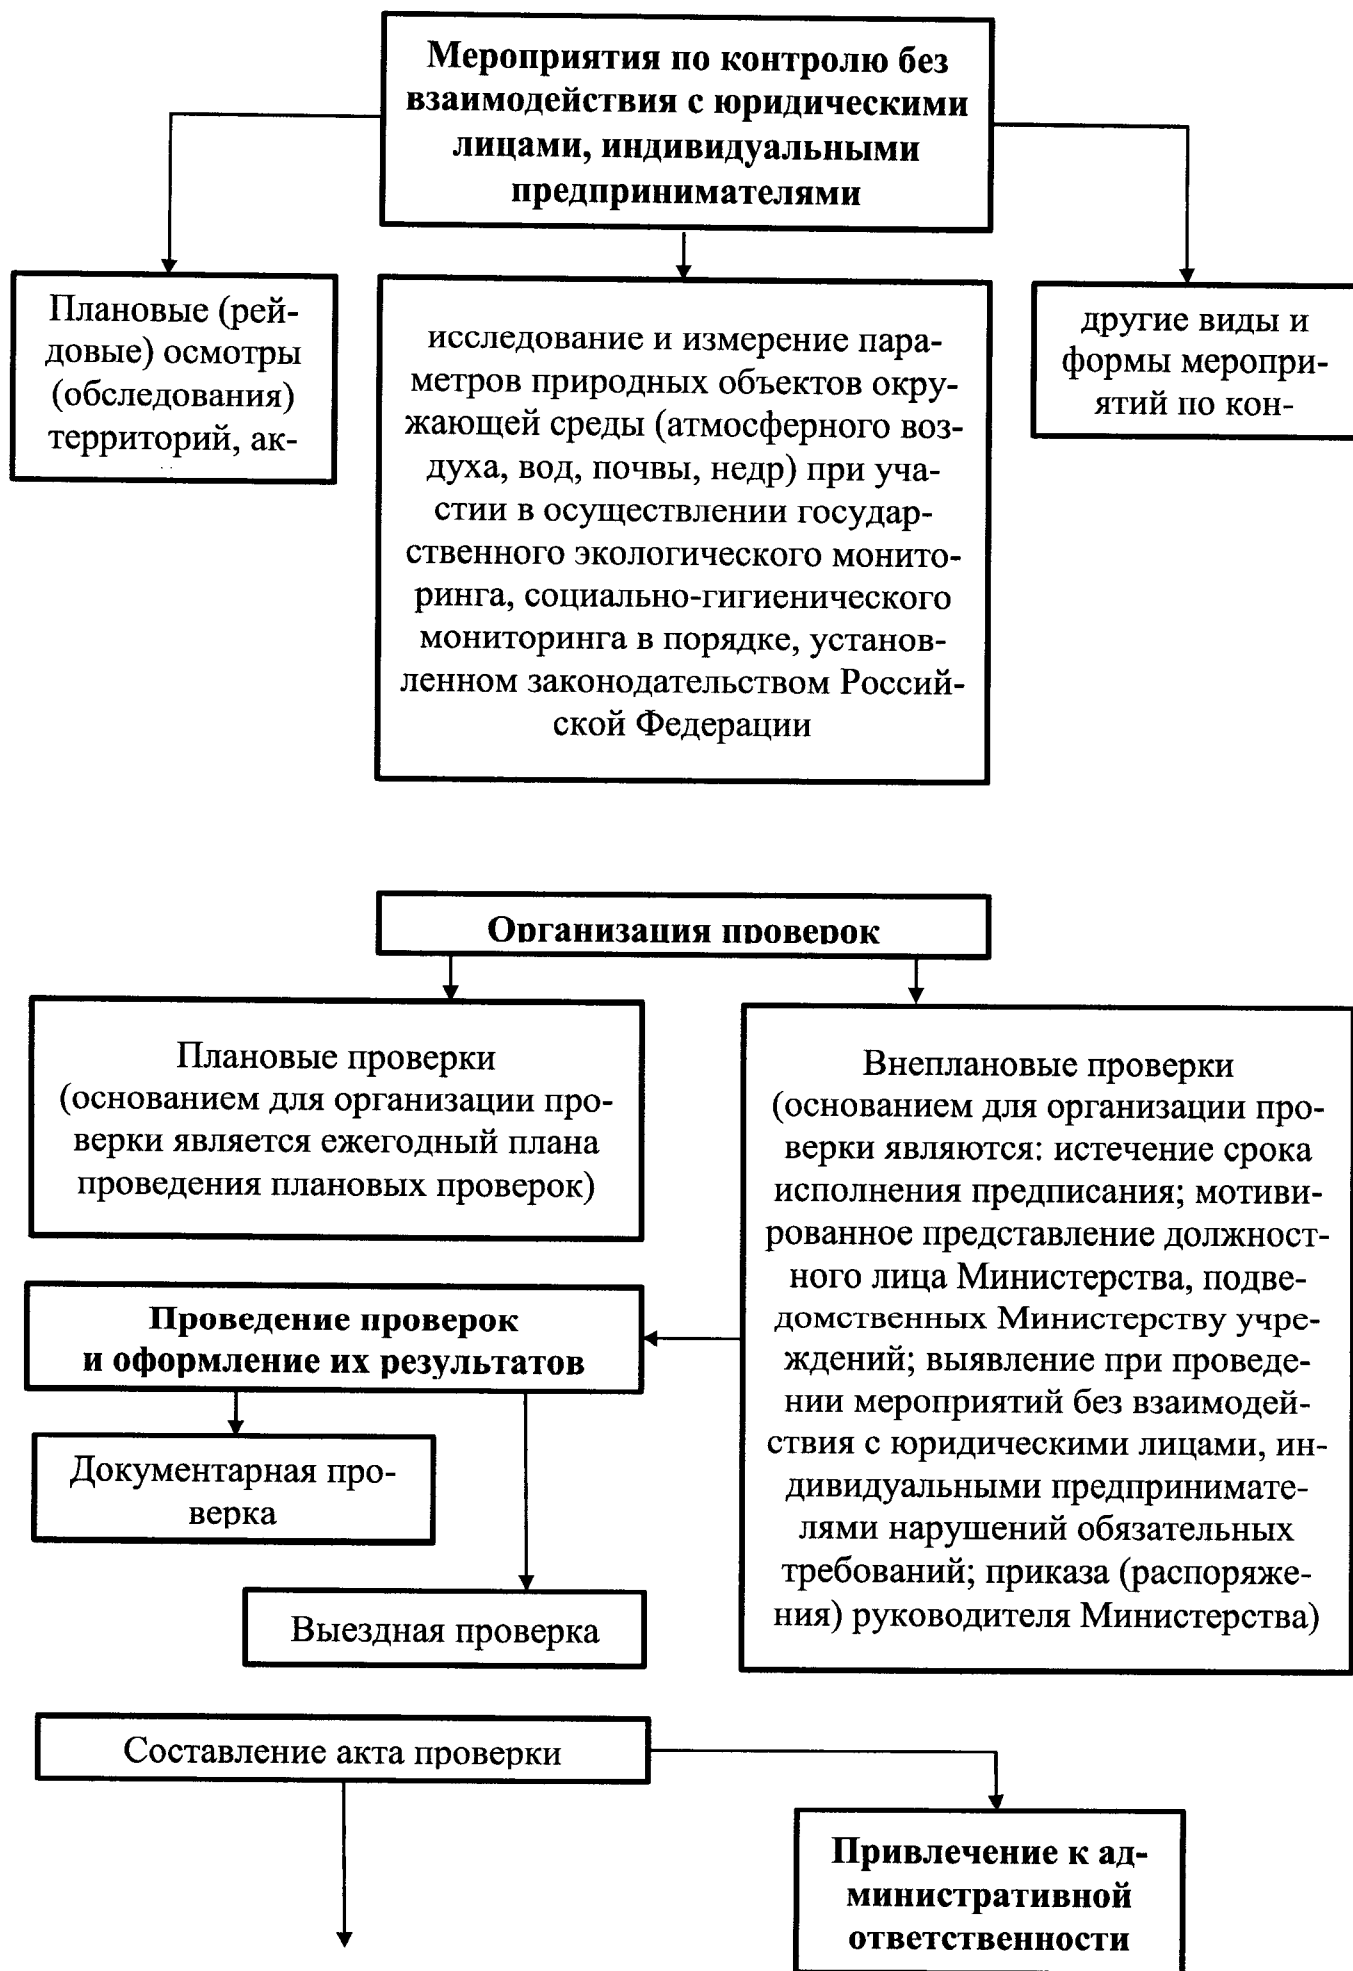 Мероприятия по контролю без
взаимодействия с юридическими
лицами, индивидуальными
предпринимателями
Плановые (рей-
довые) осмотры
(обследования)
территорий, ак-
исследование и измерение пара-
метров природных объектов окру-
жающей среды (атмосферного воз-
духа, вод, почвы, недр) при уча-
стии в осуществлении государ-
ственного экологического монито-
ринга, социально-гигиенического
мониторинга в порядке, установ-
ленном законодательством Россий-
ской Федерации
другие виды и
формы меропри-
ятий по кон-
Организация проверок
Плановые проверки
(основанием для организации про-
верки является ежегодный плана
проведения плановых проверок)
Внеплановые проверки
(основанием для организации про-
верки являются: истечение срока
исполнения предписания; мотиви-
рованное представление должност-
ного лица Министерства, подве-
домственных Министерству учре-
ждений; выявление при проведе-
нии мероприятий без взаимодей-
ствия с юридическими лицами, ин-
дивидуальными предпринимате-
лями нарушений обязательных
требований; приказа (распоряже-
ния) руководителя Министерства)
Проведение проверок
и оформление их результатов
Документарная про-
верка
Выездная проверка
Составление акта проверки
Привлечение к ад-
министративной
ответственности